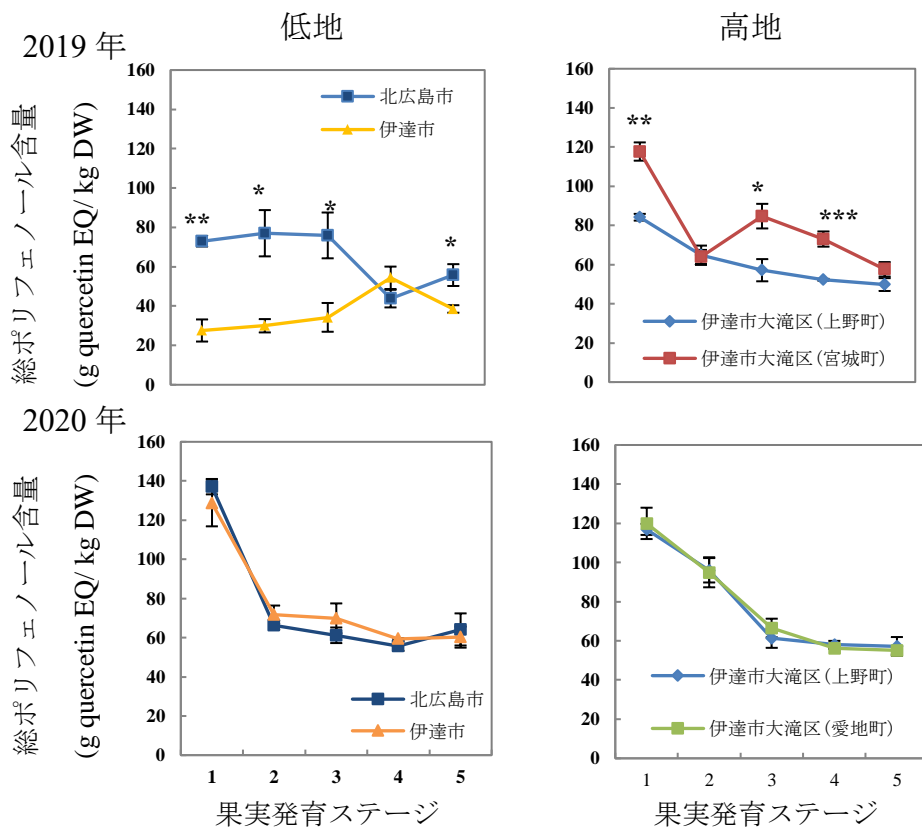 低地
高地
2019 年
総ポリフェノール含量
(g quercetin EQ/ kg DW)
160
140
120
100
80
60
40
20
0
北広島市
伊達市
**
*
*
*
160
140
120
100
80
60
40
20
0
**
*
***
伊達市大滝区(上野町)
伊達市大滝区(宮城町)
2020 年
総ポリフェノール含量
(g quercetin EQ/ kg DW)
160
140
120
100
80
60
40
20
0
北広島市
伊達市
1 2 3 4 5
果実発育ステージ
160
140
120
100
80
60
40
20
0
伊達市大滝区(上野町)
伊達市大滝区(愛地町)
1 2 3 4 5
果実発育ステージ